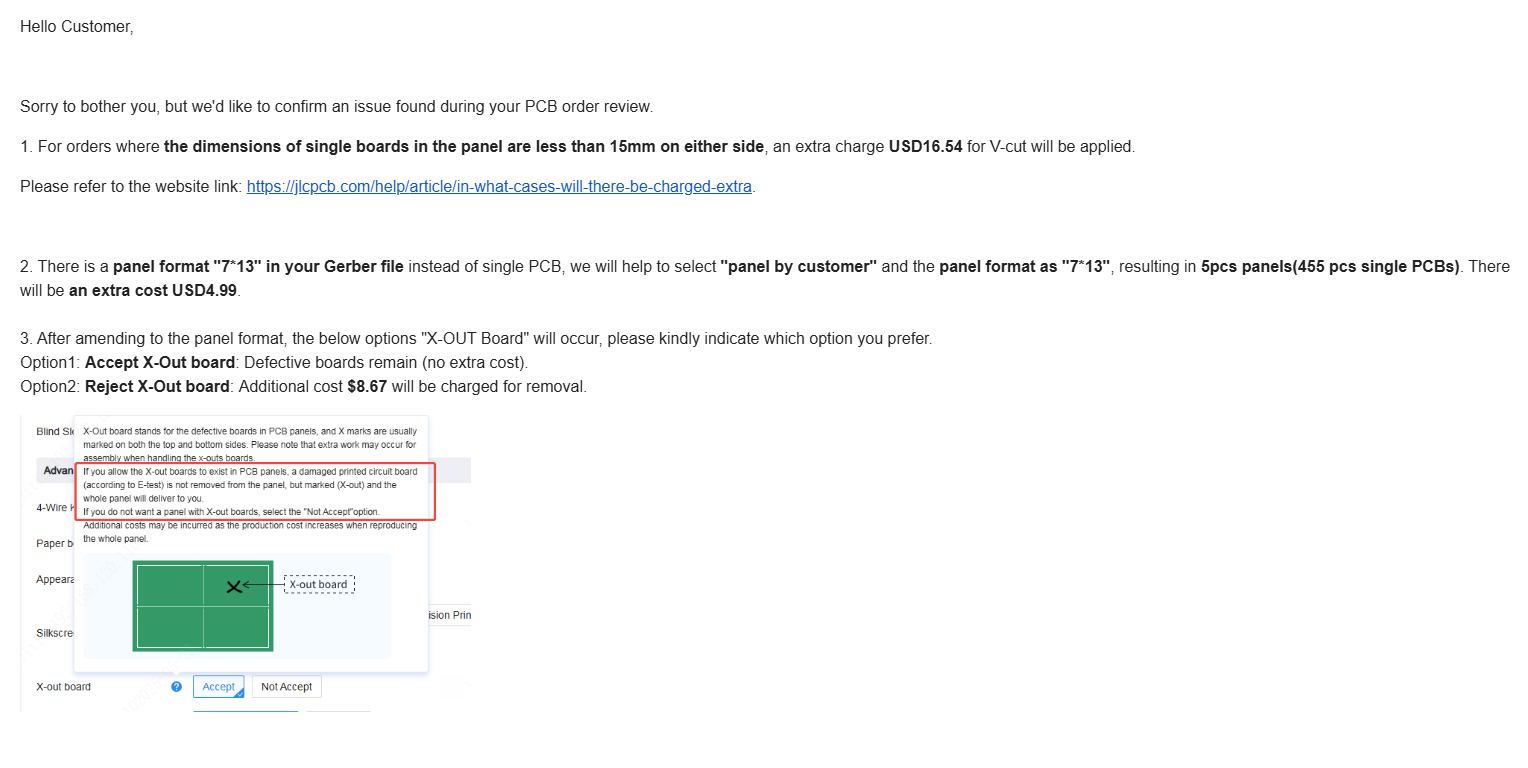 Hello Customer,
Sorry to bother you, but we'd like to confirm an issue found during your PCB order review.
1. For orders where the dimensions of single boards in the panel are less than 15mm on either side, an extra charge USD16.54 for V-cut will be applied.
Please refer to the website link: https://jlcpcb.com/help/article/in-what-cases-will-there-be-charged-extra.
2. There is a panel format "7*13" in your Gerber file instead of single PCB, we will help to select "panel by customer" and the panel format as "7*13", resulting in 5pcs panels(455 pcs single PCBs). There
will be an extra cost USD4.99.
3. After amending to the panel format, the below options "X-OUT Board" will occur, please kindly indicate which option you prefer.
Option1: Accept X-Out board: Defective boards remain (no extra cost).
Option2: Reject X-Out board: Additional cost $8.67 will be charged for removal.
Blind Sl
X-Out board stands for the defective boards in PCB panels, and X marks are usually
marked on both the top and bottom sides. Please note that extra work may occur for
assembly when handling the x-outs boards.
Advan
If you allow the X-out boards to exist in PCB panels, a damaged printed circuit board
(according to E-test) is not removed from the panel, but marked (X-out) and the
whole panel will deliver to you.
4-Wire K
If you do not want a panel with X-out boards, select the "Not Accept"option.
Additional costs may be incurred as the production cost increases when reproducing
the whole panel.
Paper b
Appeara
X-out board
ision Prin
Silkscre
X-out board
?
Accept
Not Accept